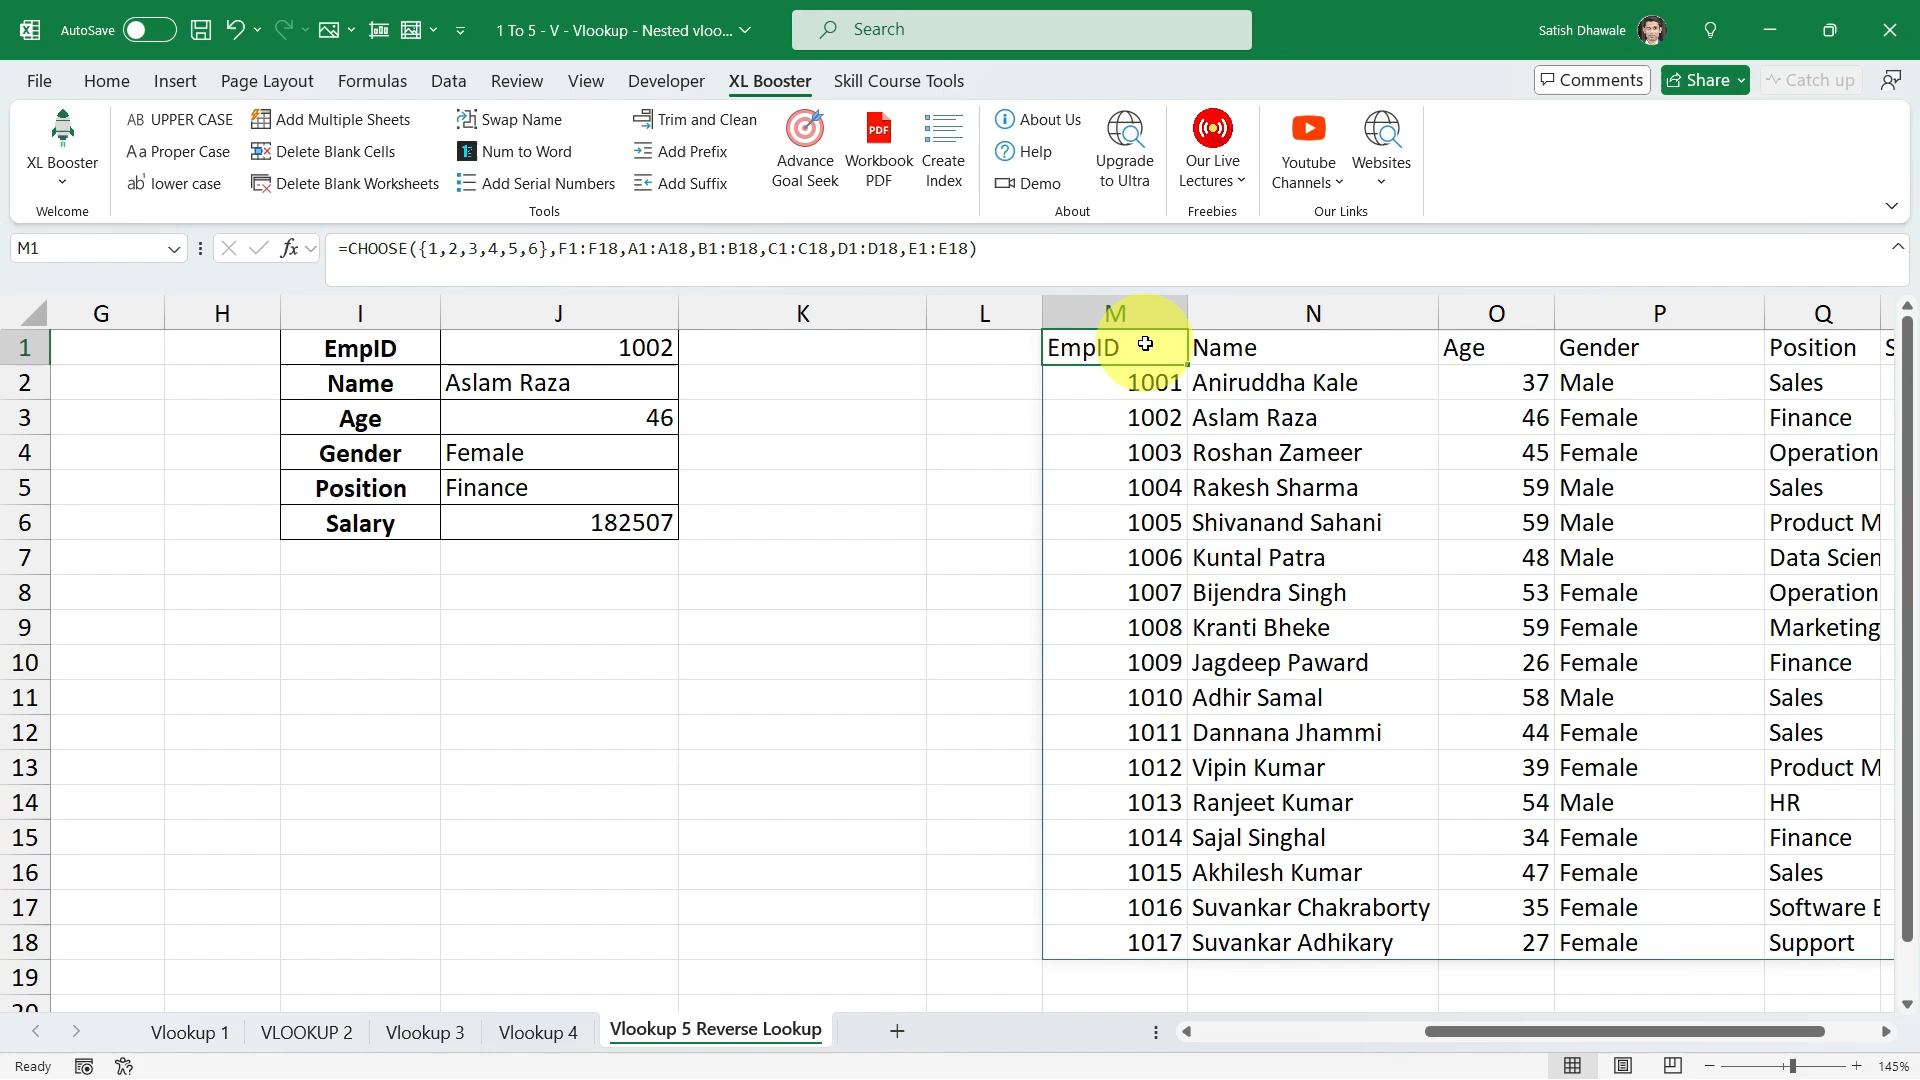 AutoSave
1 To 5 - V - Vlookup - Nested vloo...
Search
Satish Dhawale
File Home Insert Page Layout Formulas Data Review View Developer XL Booster Skill Course Tools
Comments Share Catch up
XL Booster
Welcome
AB UPPER CASE
Aa Proper Case
ab lower case
Add Multiple Sheets
Delete Blank Cells
Delete Blank Worksheets
Swap Name
Num to Word
Add Serial Numbers
Trim and Clean
Add Prefix
Add Suffix
Tools
Advance
Goal Seek
PDF
Workbook
PDF
Create
Index
About Us
Help
Demo
Upgrade
to Ultra
About
Our Live
Lectures
Freebies
Youtube
Channels
Websites
Our Links
M1 fx =CHOOSE({1,2,3,4,5,6},F1:F18,A1:A18,B1:B18,C1:C18,D1:D18,E1:E18)
G H I J K L M N O P Q
1 EmpID 1002 EmpID Name Age Gender Position S
2 Name Aslam Raza 1001 Aniruddha Kale 37 Male Sales
3 Age 46 1002 Aslam Raza 46 Female Finance
4 Gender Female 1003 Roshan Zameer 45 Female Operation
5 Position Finance 1004 Rakesh Sharma 59 Male Sales
6 Salary 182507 1005 Shivanand Sahani 59 Male Product M
7 1006 Kuntal Patra 48 Male Data Scien
8 1007 Bijendra Singh 53 Female Operation
9 1008 Kranti Bheke 59 Female Marketing
10 1009 Jagdeep Paward 26 Female Finance
11 1010 Adhir Samal 58 Male Sales
12 1011 Dannana Jhammi 44 Female Sales
13 1012 Vipin Kumar 39 Female Product M
14 1013 Ranjeet Kumar 54 Male HR
15 1014 Sajal Singhal 34 Female Finance
16 1015 Akhilesh Kumar 47 Female Sales
17 1016 Suvankar Chakraborty 35 Female Software E
18 1017 Suvankar Adhikary 27 Female Support
19
20
Vlookup 1 VLOOKUP 2 Vlookup 3 Vlookup 4 Vlookup 5 Reverse Lookup
Ready 145%